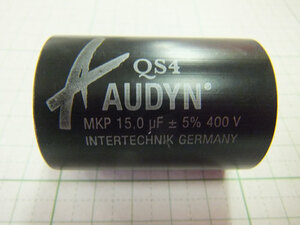 QS4
AUDYN®
MKP 15,0 µF ± 5% 400 V
INTERTECHNIK GERMANY